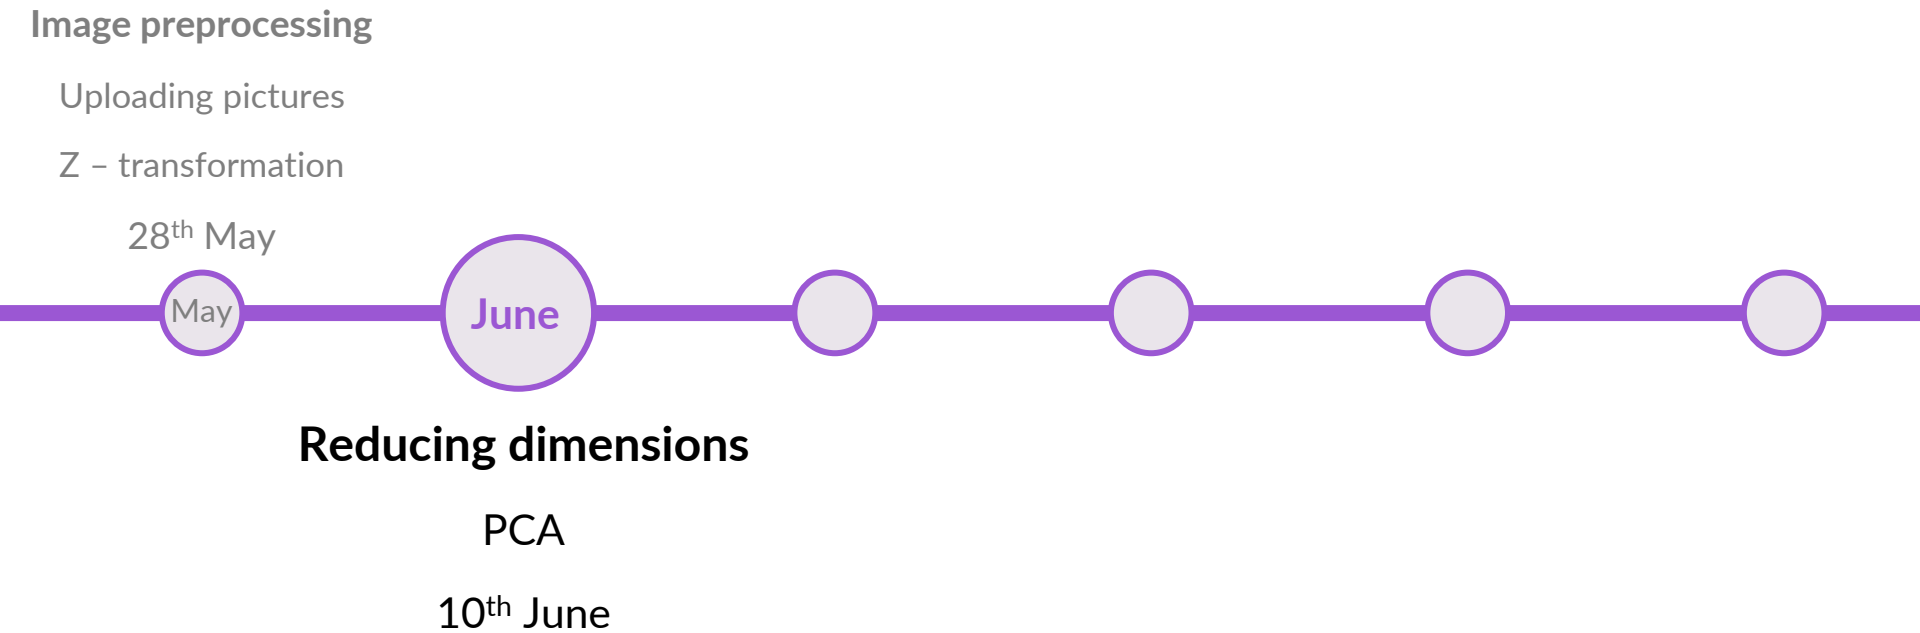 Image preprocessing
Uploading pictures
Z – transformation
28th May
May
June
Reducing dimensions
PCA
10th June